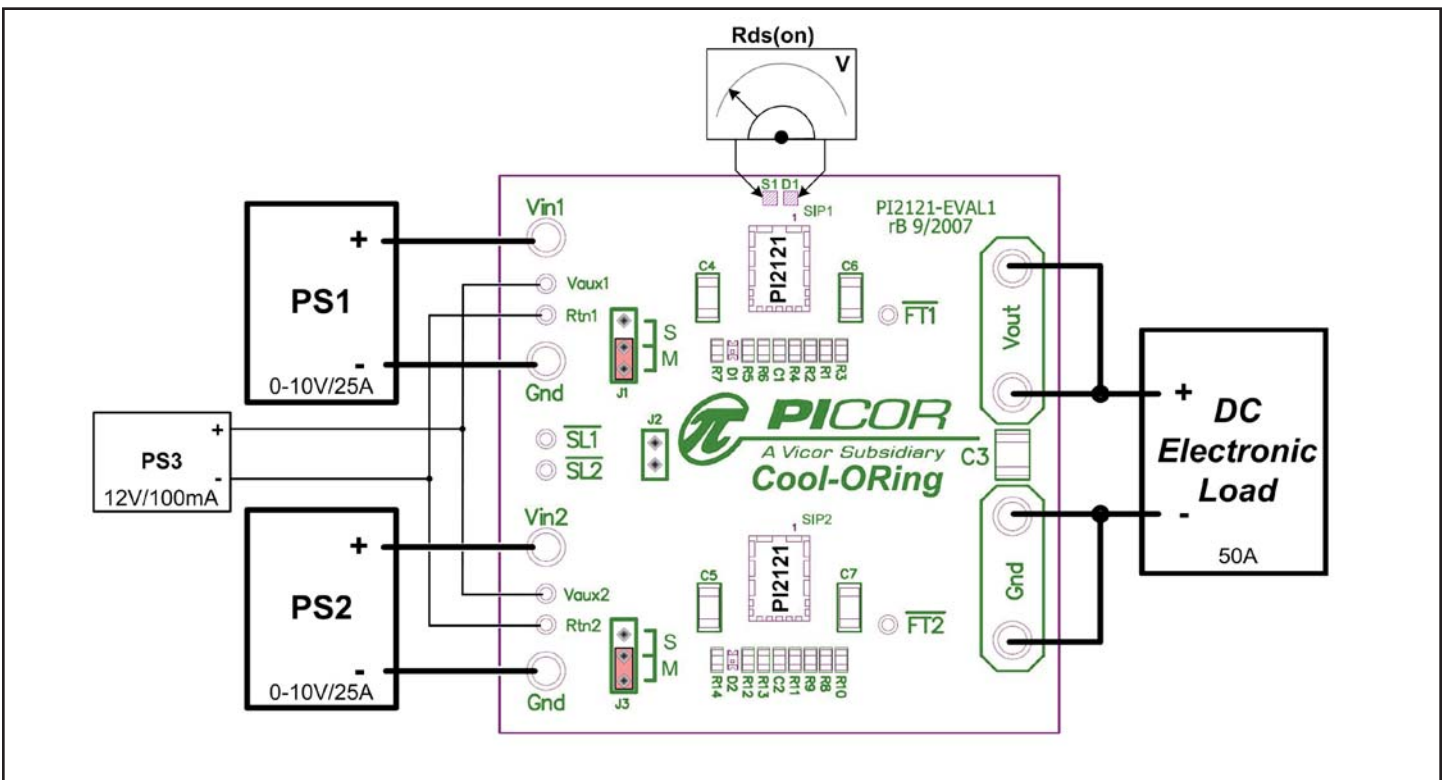 Rds(on)
V
S1 D1
1 SIP1
PI2121-EVAL1
rB 9/2007
Vin1
+
PS1
-
0-10V/25A
Vaux1
Rtn1
Gnd
C4
PI2121
C6
FT1
S
M
J1
R7 D1 R5 R6 C1 R4 R2 R1 R3
Vout
+
-
PS3
12V/100mA
SL1
SL2
J2
π PICOR
A Vicor Subsidiary
Cool-ORing
C3
+
DC
Electronic
Load
-
50A
Vin2
+
PS2
-
0-10V/25A
Vaux2
Rtn2
Gnd
1 SIP2
C5
PI2121
C7
FT2
S
M
J3
R14 D2 R12 R13 C2 R11 R9 R8 R10
Gnd